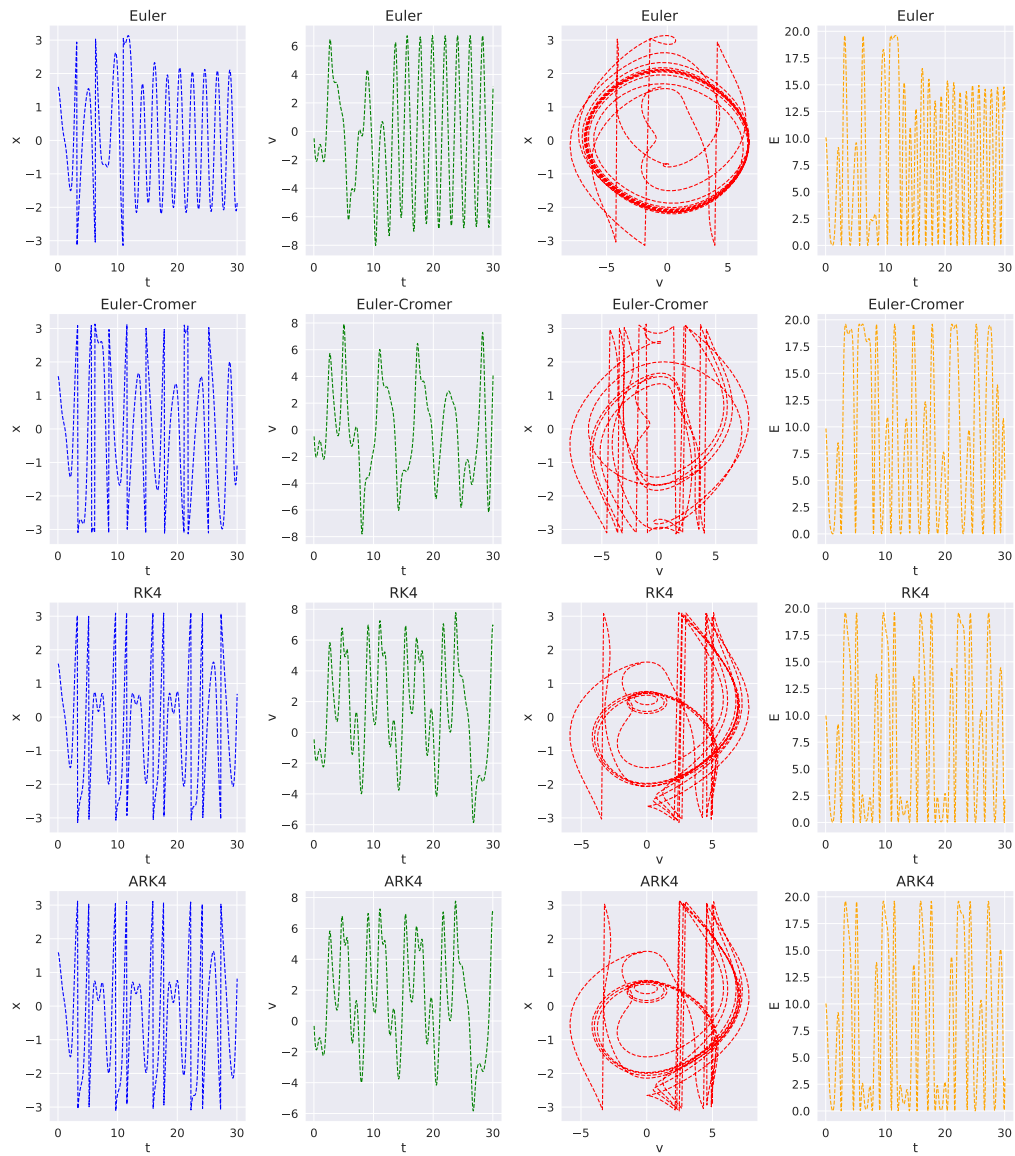 Euler Euler Euler Euler
3 2 1 0 −1 −2 −3 x 0 10 20 30 t
6 4 2 0 −2 −4 −6 −8 v 0 10 20 30 t
3 2 1 0 −1 −2 −3 x −5 0 5 v
20.0 17.5 15.0 12.5 10.0 7.5 5.0 2.5 0.0 E 0 10 20 30 t
Euler-Cromer Euler-Cromer Euler-Cromer Euler-Cromer
3 2 1 0 −1 −2 −3 x 0 10 20 30 t
8 6 4 2 0 −2 −4 −6 −8 v 0 10 20 30 t
3 2 1 0 −1 −2 −3 x −5 0 5 v
20.0 17.5 15.0 12.5 10.0 7.5 5.0 2.5 0.0 E 0 10 20 30 t
RK4 RK4 RK4 RK4
3 2 1 0 −1 −2 −3 x 0 10 20 30 t
8 6 4 2 0 −2 −4 −6 v 0 10 20 30 t
3 2 1 0 −1 −2 −3 x −5 0 5 v
20.0 17.5 15.0 12.5 10.0 7.5 5.0 2.5 0.0 E 0 10 20 30 t
ARK4 ARK4 ARK4 ARK4
3 2 1 0 −1 −2 −3 x 0 10 20 30 t
8 6 4 2 0 −2 −4 −6 v 0 10 20 30 t
3 2 1 0 −1 −2 −3 x −5 0 5 v
20.0 17.5 15.0 12.5 10.0 7.5 5.0 2.5 0.0 E 0 10 20 30 t